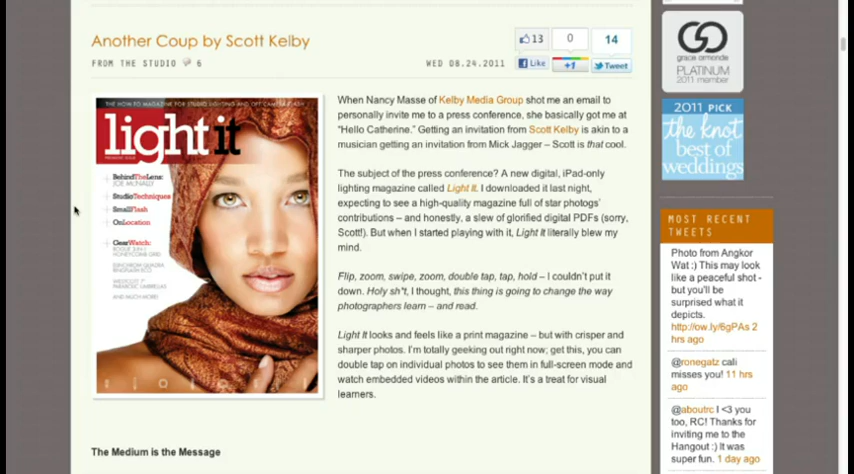 Another Coup by Scott Kelby
FROM THE STUDIO 6
WED 08.24.2011
13
0
14
Like
+1
Tweet
THE HOW-TO MAGAZINE FOR STUDIO LIGHTING AND OFF CAMERA FLASH
light it
PREMIERE ISSUE
BehindTheLens:
JOE McNALLY
StudioTechniques
SmallFlash
OnLocation
GearWatch:
AND MUCH MORE!
When Nancy Masse of Kelby Media Group shot me an email to
personally invite me to a press conference, she basically got me at
“Hello Catherine.” Getting an invitation from Scott Kelby is akin to a
musician getting an invitation from Mick Jagger – Scott is that cool.
The subject of the press conference? A new digital, iPad-only
lighting magazine called Light It. I downloaded it last night,
expecting to see a high-quality magazine full of star photogs’
contributions – and honestly, a slew of glorified digital PDFs (sorry,
Scott!). But when I started playing with it, Light It literally blew my
mind.
Flip, zoom, swipe, zoom, double tap, tap, hold – I couldn’t put it
down. Holy sh*t, I thought, this thing is going to change the way
photographers learn – and read.
Light It looks and feels like a print magazine – but with crisper and
sharper photos. I’m totally geeking out right now; get this, you can
double tap on individual photos to see them in full-screen mode and
watch embedded videos within the article. It’s a treat for visual
learners.
The Medium is the Message
grace ormonde
PLATINUM
2011 member
2011 PICK
the knot
best of
weddings
MOST RECENT
TWEETS
Photo from Angkor
Wat :) This may look
like a peaceful shot -
but you'll be
surprised what it
depicts.
http://ow.ly/6gPAs 2
hrs ago
@ronegatz cali
misses you! 11 hrs
ago
@aboutrc I <3 you
too, RC! Thanks for
inviting me to the
Hangout :) It was
super fun. 1 day ago